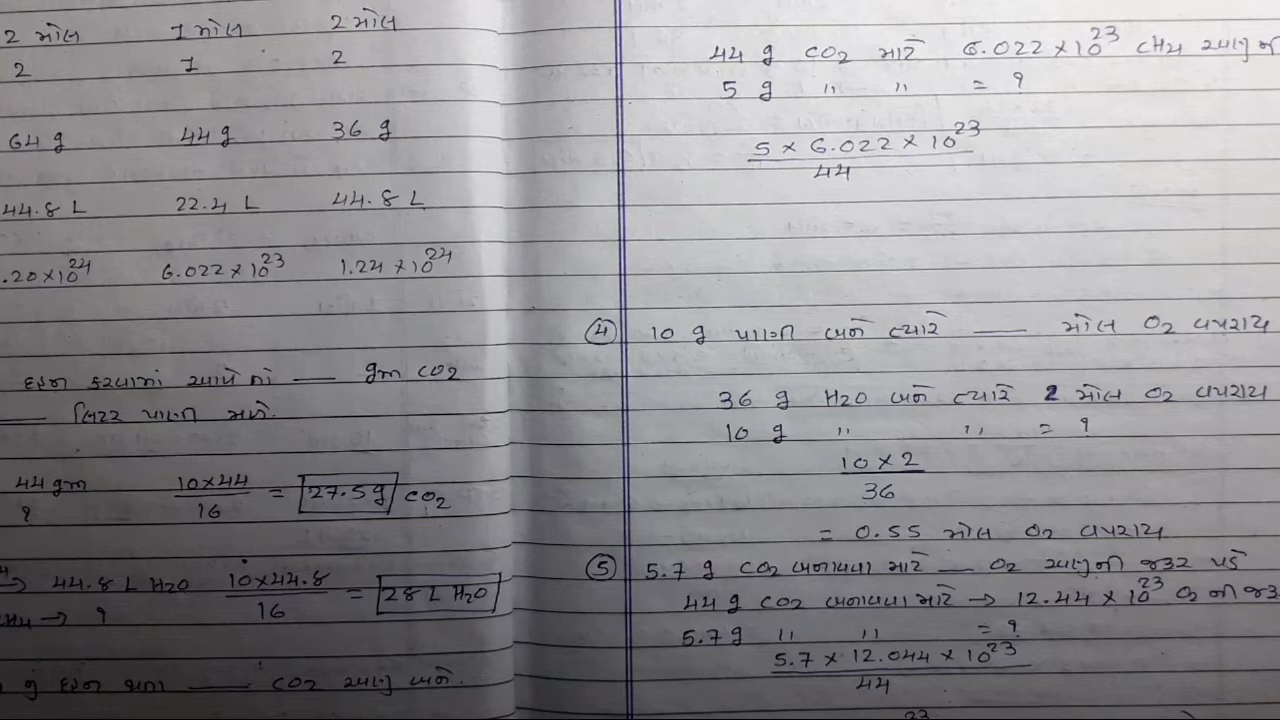 2 મોલ 1 મોલ 2 મોલ
2 1 2
64 g 44 g 36 g
44.8 L 22.4 L 44.8 L
.20 × 10²⁴ 6.022 × 10²³ 1.24 × 10²⁴
દહન કરવામાં આવે તો — gm CO2
— લિટર પાણી મળે.
44 gm 10×44/16 = 27.5 g CO2
?
→ 44.8 L H2O 10×44.8/16 = 28 L H2O
CH4 → ?
g દહન થતા — CO2 અણુ બને.
44 g CO2 માટે 6.022 × 10²³ CH4 અણુ ની
5 g " " = ?
5 × 6.022 × 10²³
44
④ 10 g પાણી બને ત્યારે — મોલ O2 વપરાય
36 g H2O બને ત્યારે 2 મોલ O2 વપરાય
10 g " " = ?
10 × 2
36
= 0.55 મોલ O2 વપરાય
⑤ 5.7 g CO2 બનાવવા માટે — O2 અણુની જરૂર પડે
44 g CO2 બનાવવા માટે → 12.44 × 10²³ O2 ની
5.7 g " " = ?
5.7 × 12.044 × 10²³
44